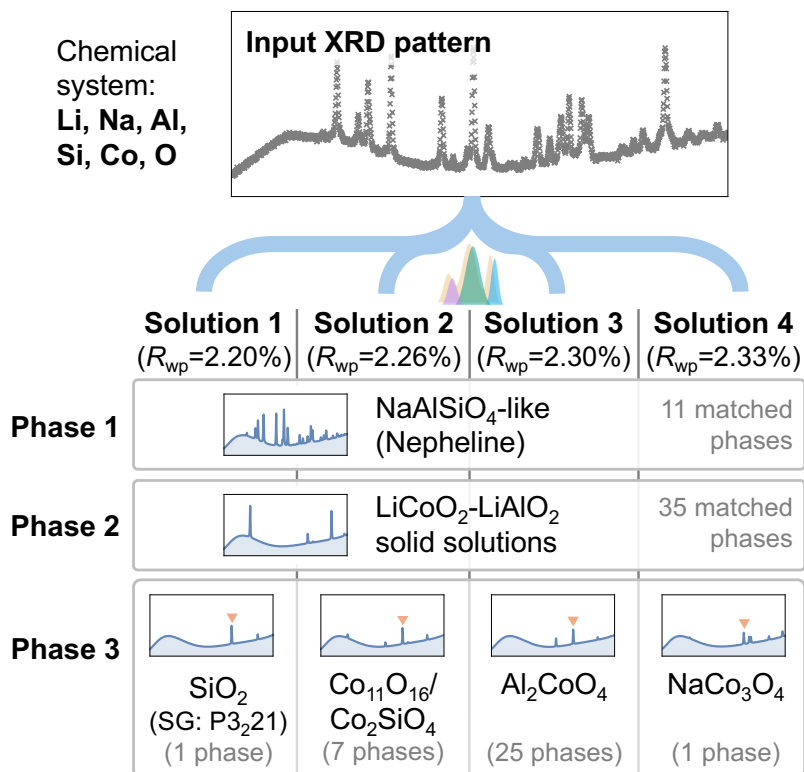 Chemical
system:
Li, Na, Al,
Si, Co, O
Input XRD pattern
Solution 1
(Rwp=2.20%)
Solution 2
(Rwp=2.26%)
Solution 3
(Rwp=2.30%)
Solution 4
(Rwp=2.33%)
Phase 1
NaAlSiO₄-like
(Nepheline)
11 matched
phases
Phase 2
LiCoO₂-LiAlO₂
solid solutions
35 matched
phases
Phase 3
SiO₂
(SG: P3₂21)
(1 phase)
Co₁₁O₁₆/
Co₂SiO₄
(7 phases)
Al₂CoO₄
(25 phases)
NaCo₃O₄
(1 phase)